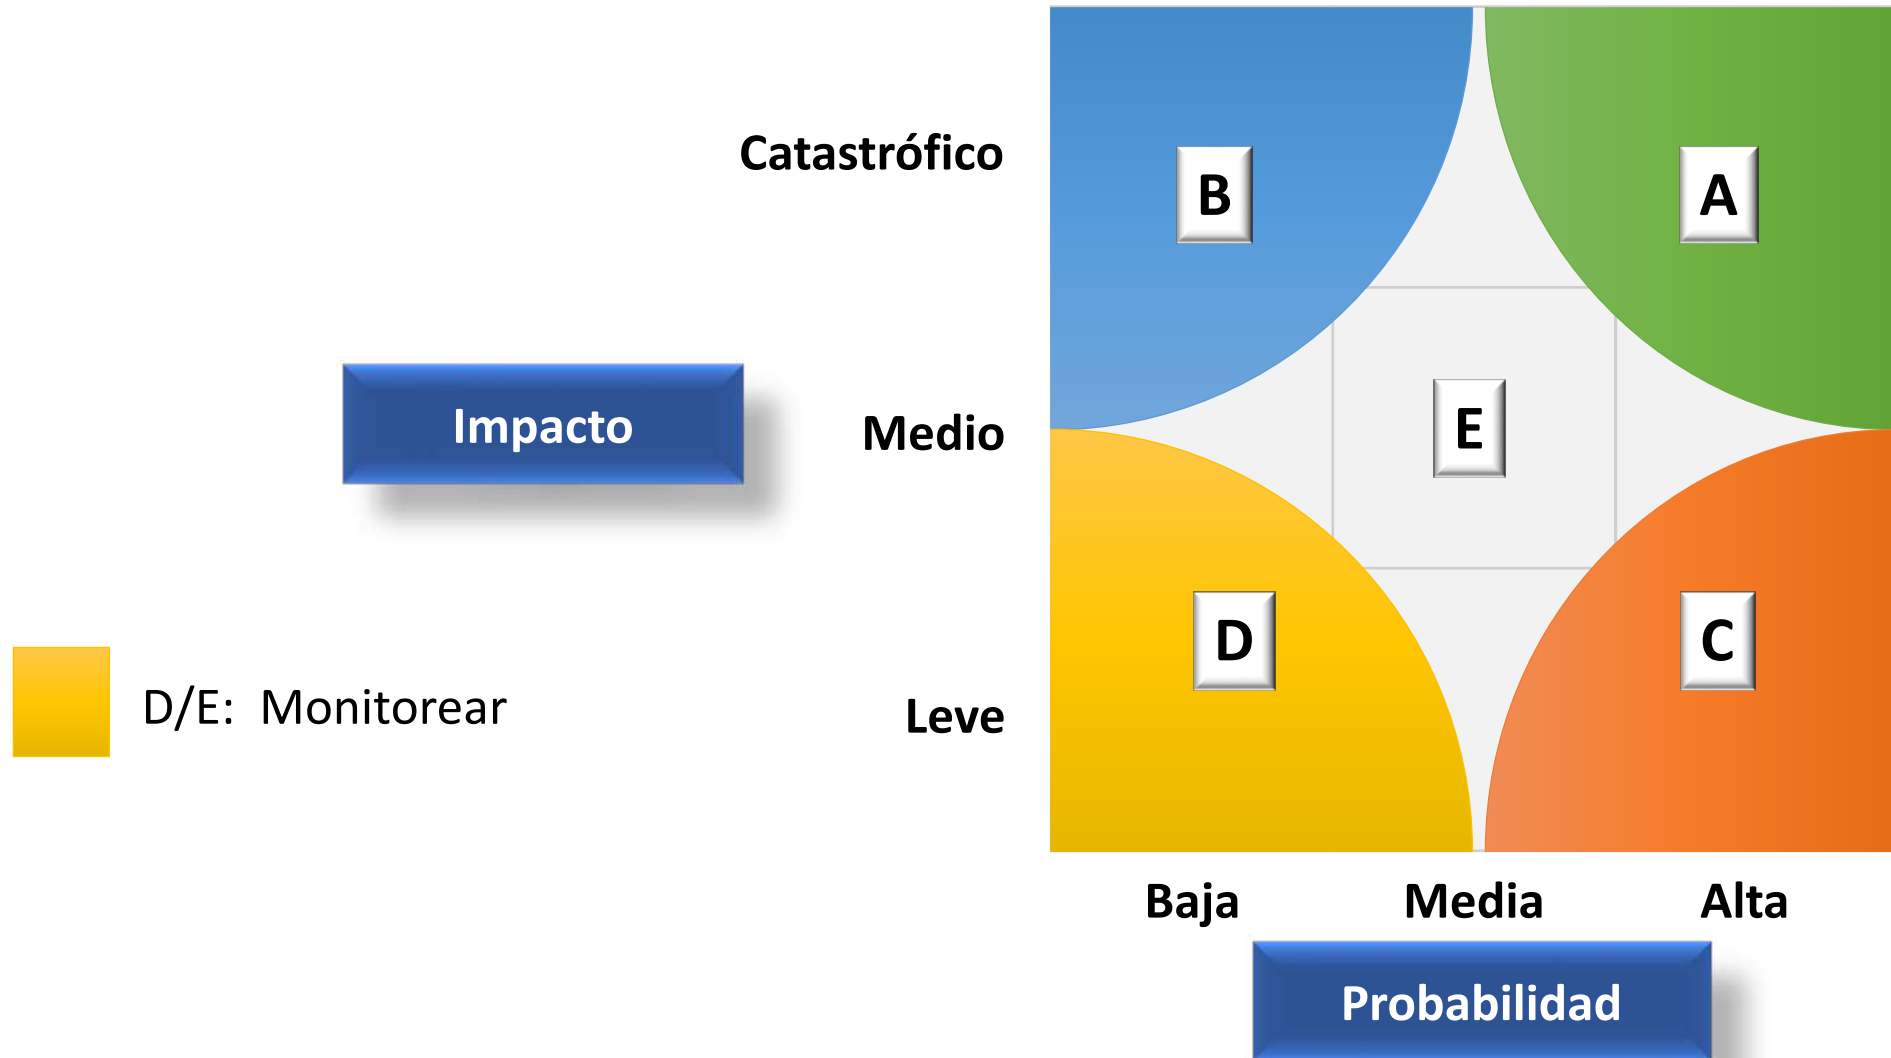 Catastrófico
B
A
Impacto
Medio
E
D
C
D/E: Monitorear
Leve
Baja
Media
Alta
Probabilidad